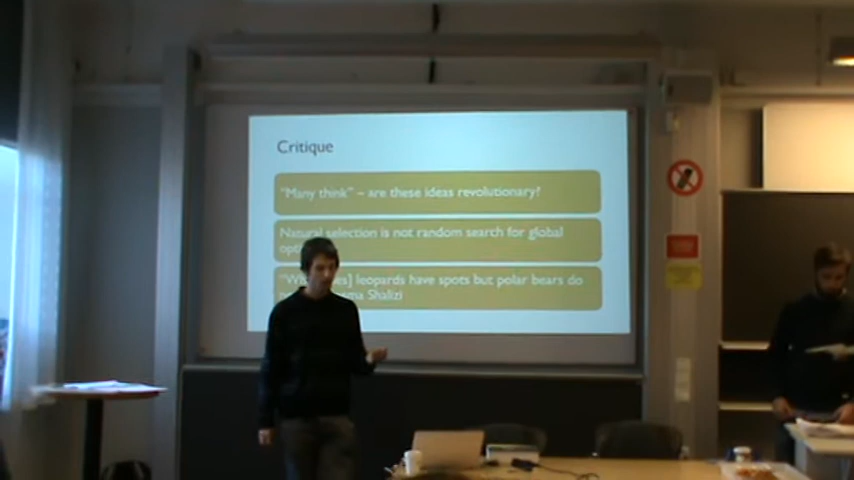 Critique
"Many think" – are these ideas revolutionary?
Natural selection is not random search for global
leopards have spots but polar bears do
Shalizi